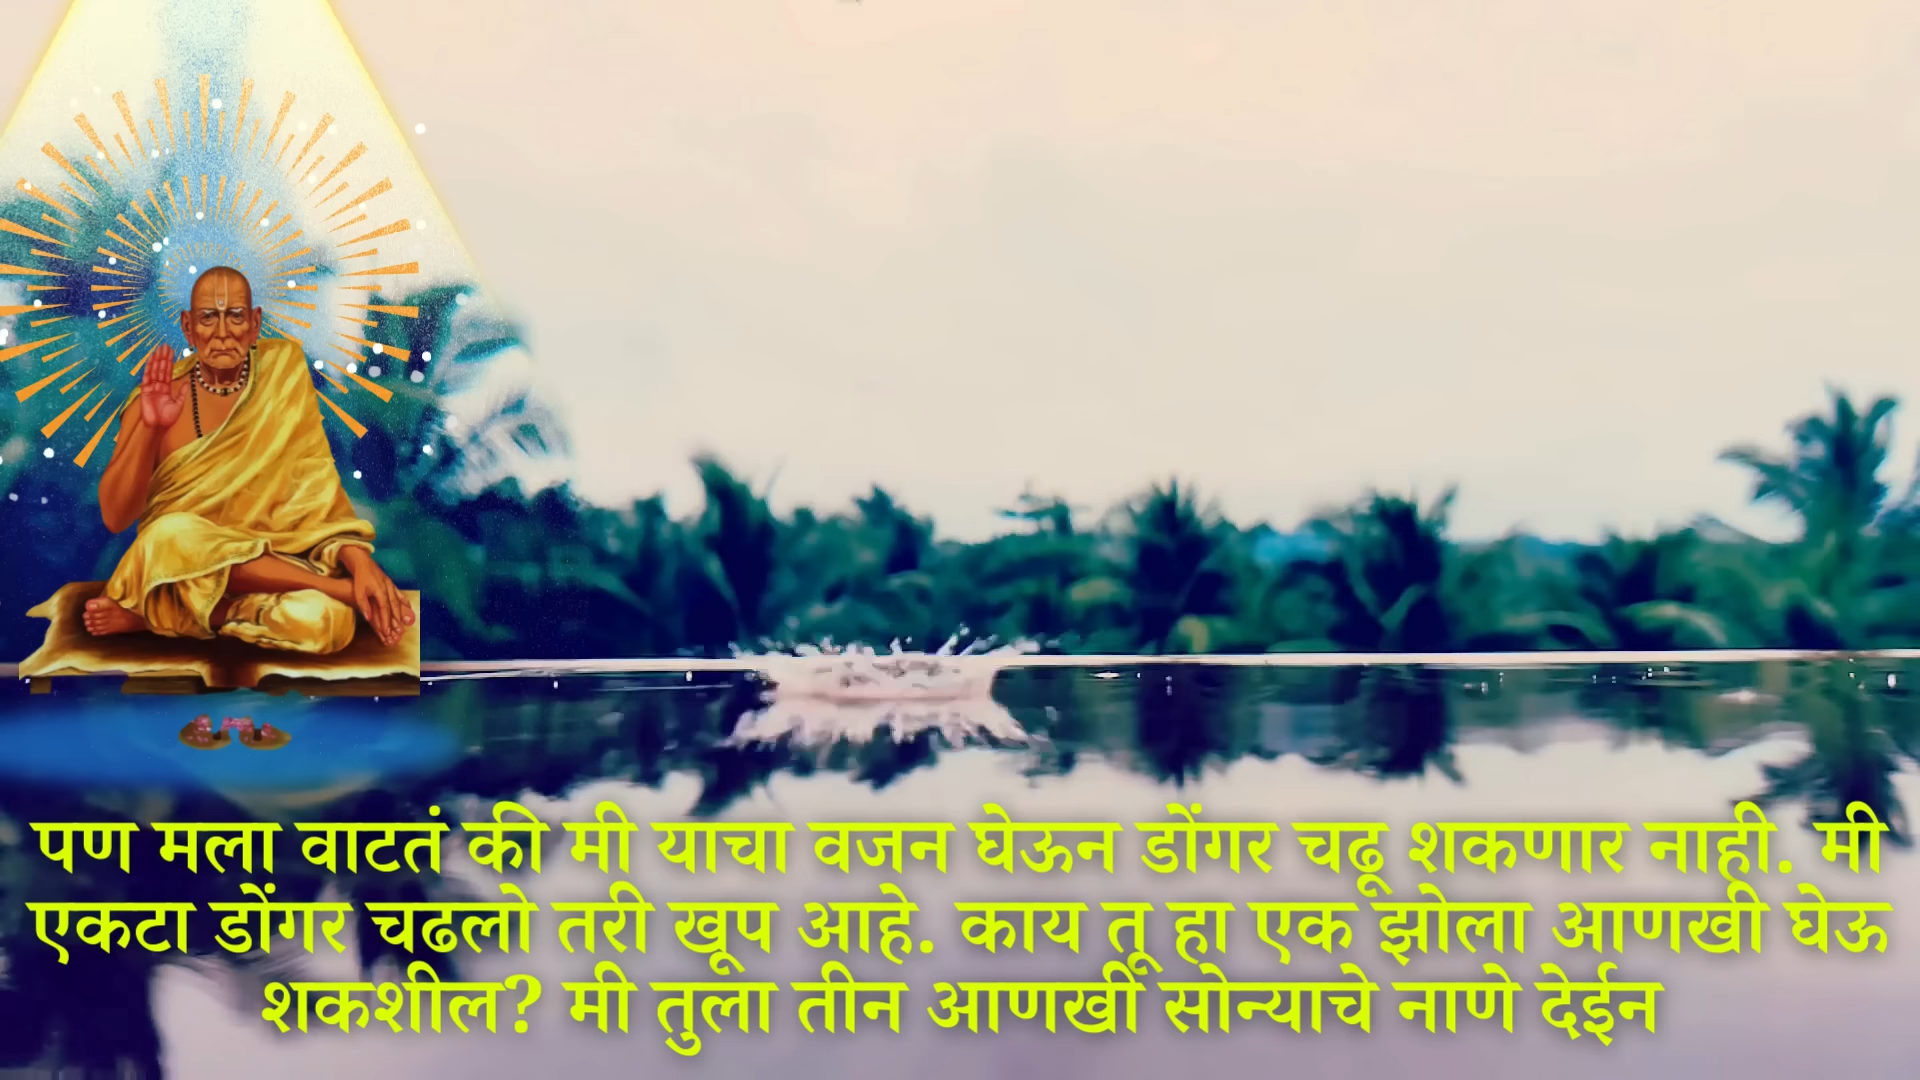 पण मला वाटतं की मी याचा वजन घेऊन डोंगर चढू शकणार नाही. मी
एकटा डोंगर चढलो तरी खूप आहे. काय तू हा एक झोला आणखी घेऊ
शकशील? मी तुला तीन आणखी सोन्याचे नाणे देईन